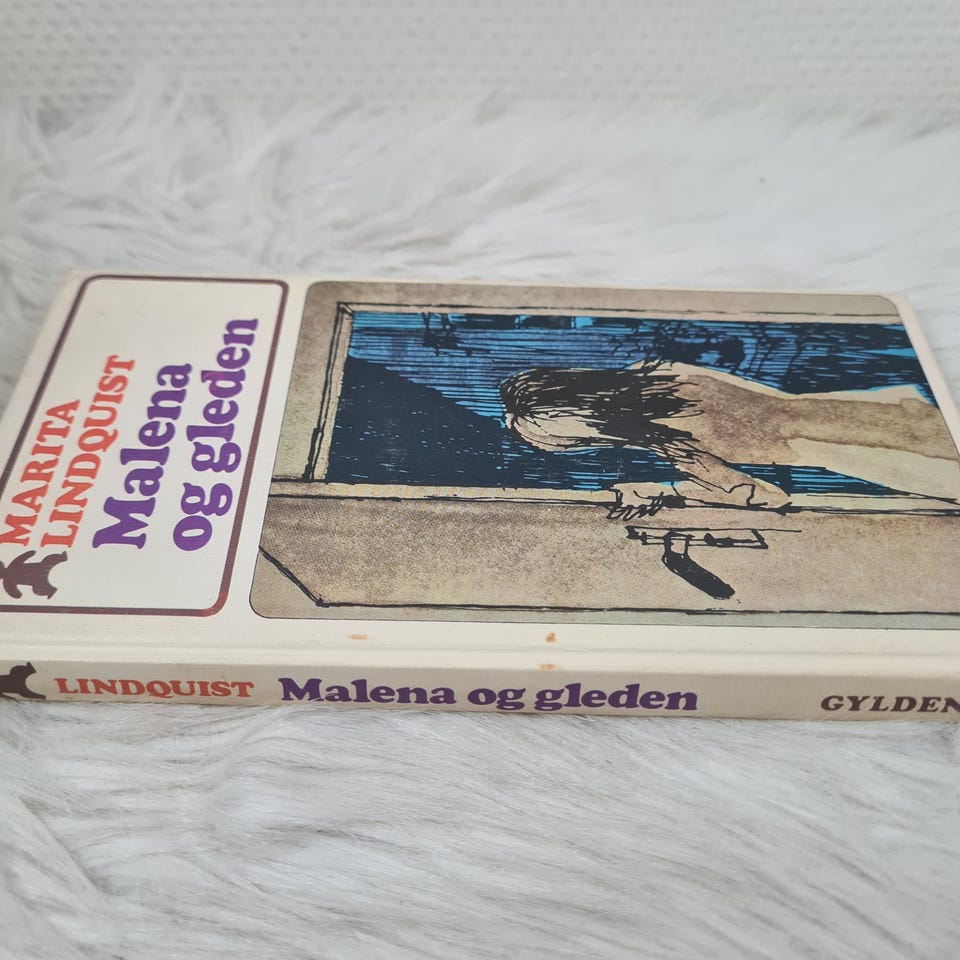 MARITA
LINDQUIST
Malena
og gleden
LINDQUIST Malena og gleden GYLDEN